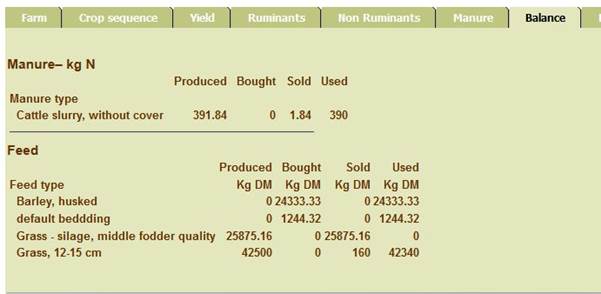 Farm Crop sequence Yield Ruminants Non Ruminants Manure Balance
Manure– kg N
Produced Bought Sold Used
Manure type
Cattle slurry, without cover 391.84 0 1.84 390
Feed
Produced Bought Sold Used
Feed type Kg DM Kg DM Kg DM Kg DM
Barley, husked 0 24333.33 0 24333.33
default beddding 0 1244.32 0 1244.32
Grass - silage, middle fodder quality 25875.16 0 25875.16 0
Grass, 12-15 cm 42500 0 160 42340